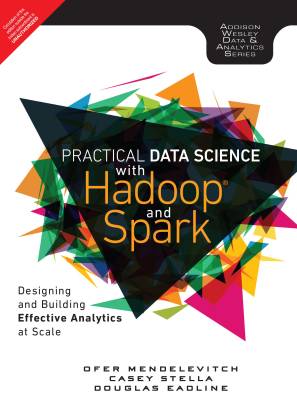 ADDISON
WESLEY
DATA &
ANALYTICS
SERIES
PRACTICAL DATA SCIENCE
with
Hadoop®
and
Spark
Designing
and Building
Effective Analytics
at Scale
OFER MENDELEVITCH
CASEY STELLA
DOUGLAS EADLINE